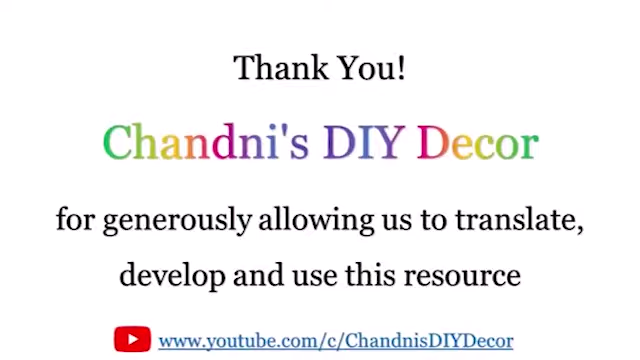 Thank You!
Chandni's DIY Decor
for generously allowing us to translate,
develop and use this resource
www.youtube.com/c/ChandnisDIYDecor